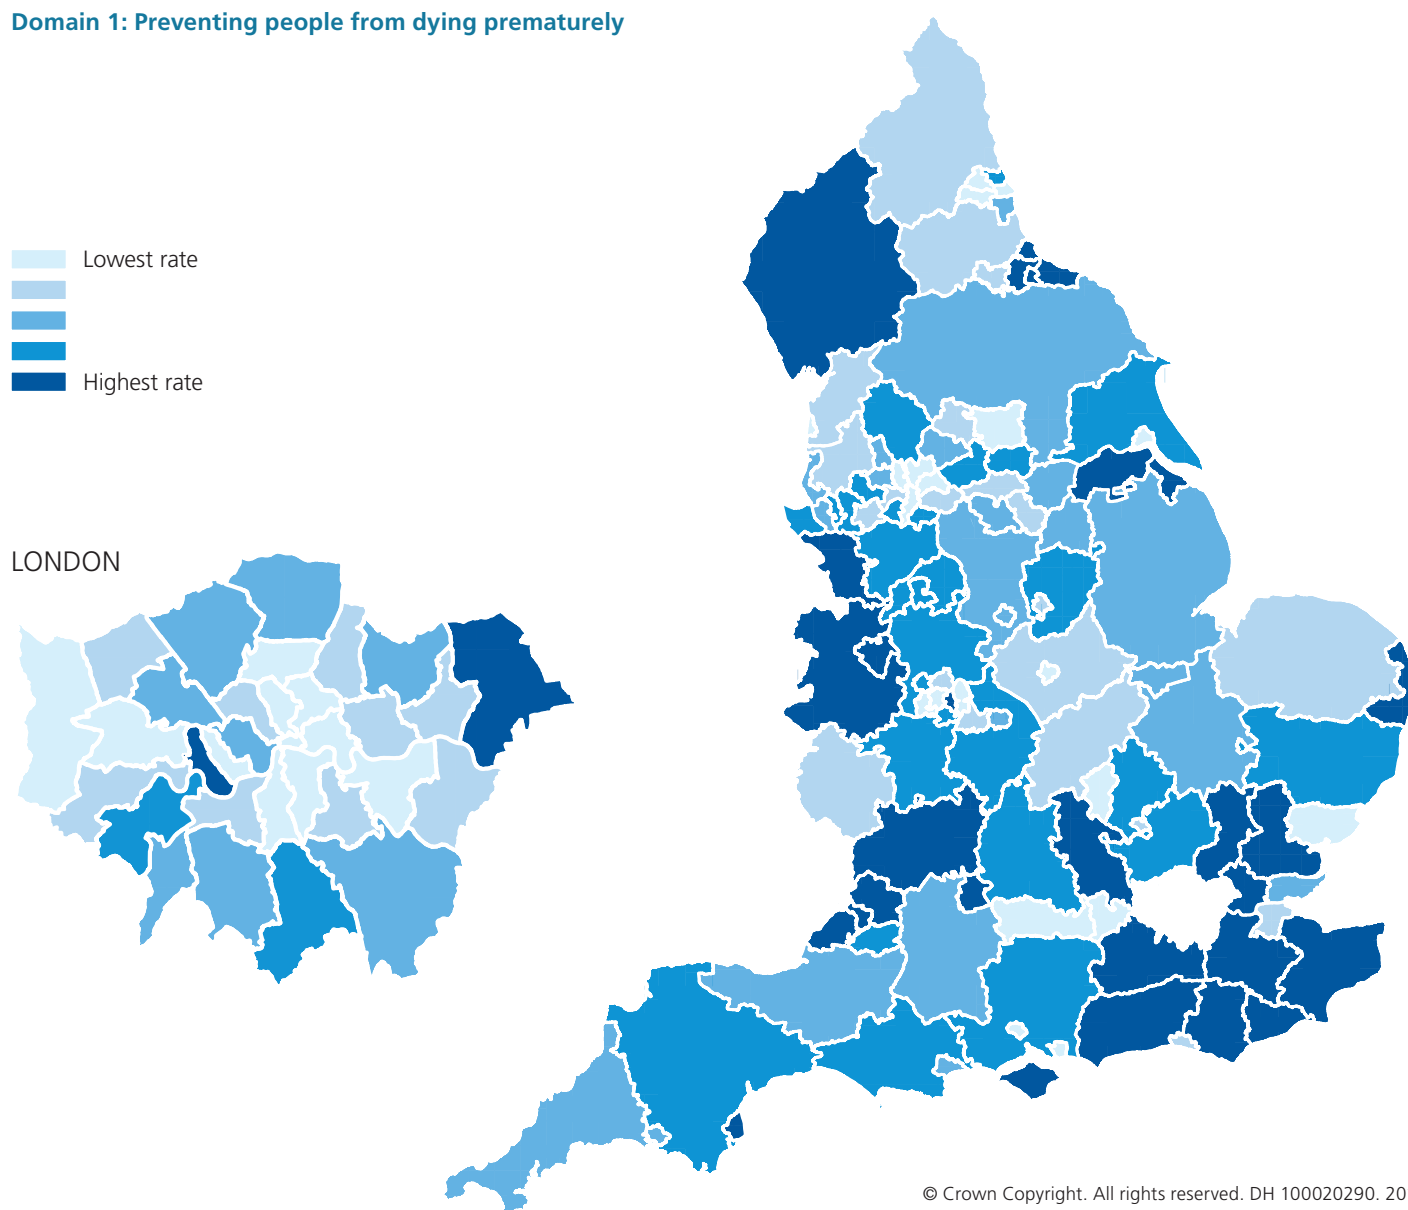 Domain 1: Preventing people from dying prematurely
Lowest rate
Highest rate
LONDON
© Crown Copyright. All rights reserved. DH 100020290. 20